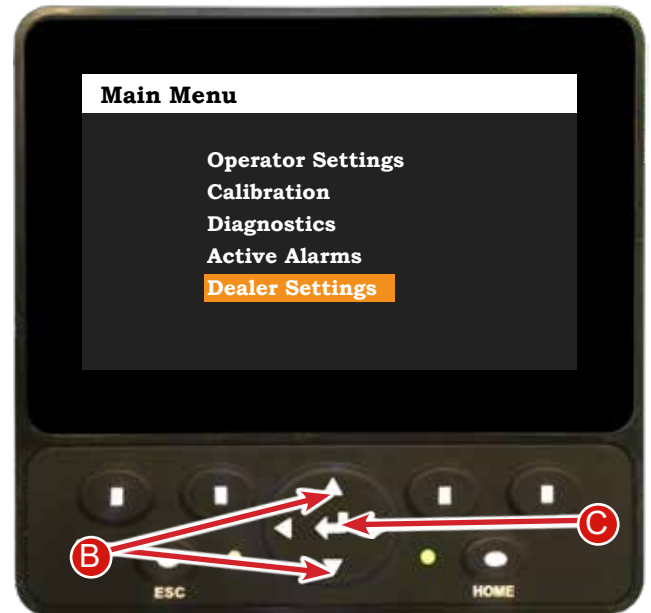 Main Menu
Operator Settings
Calibration
Diagnostics
Active Alarms
Dealer Settings
B
C
ESC
HOME